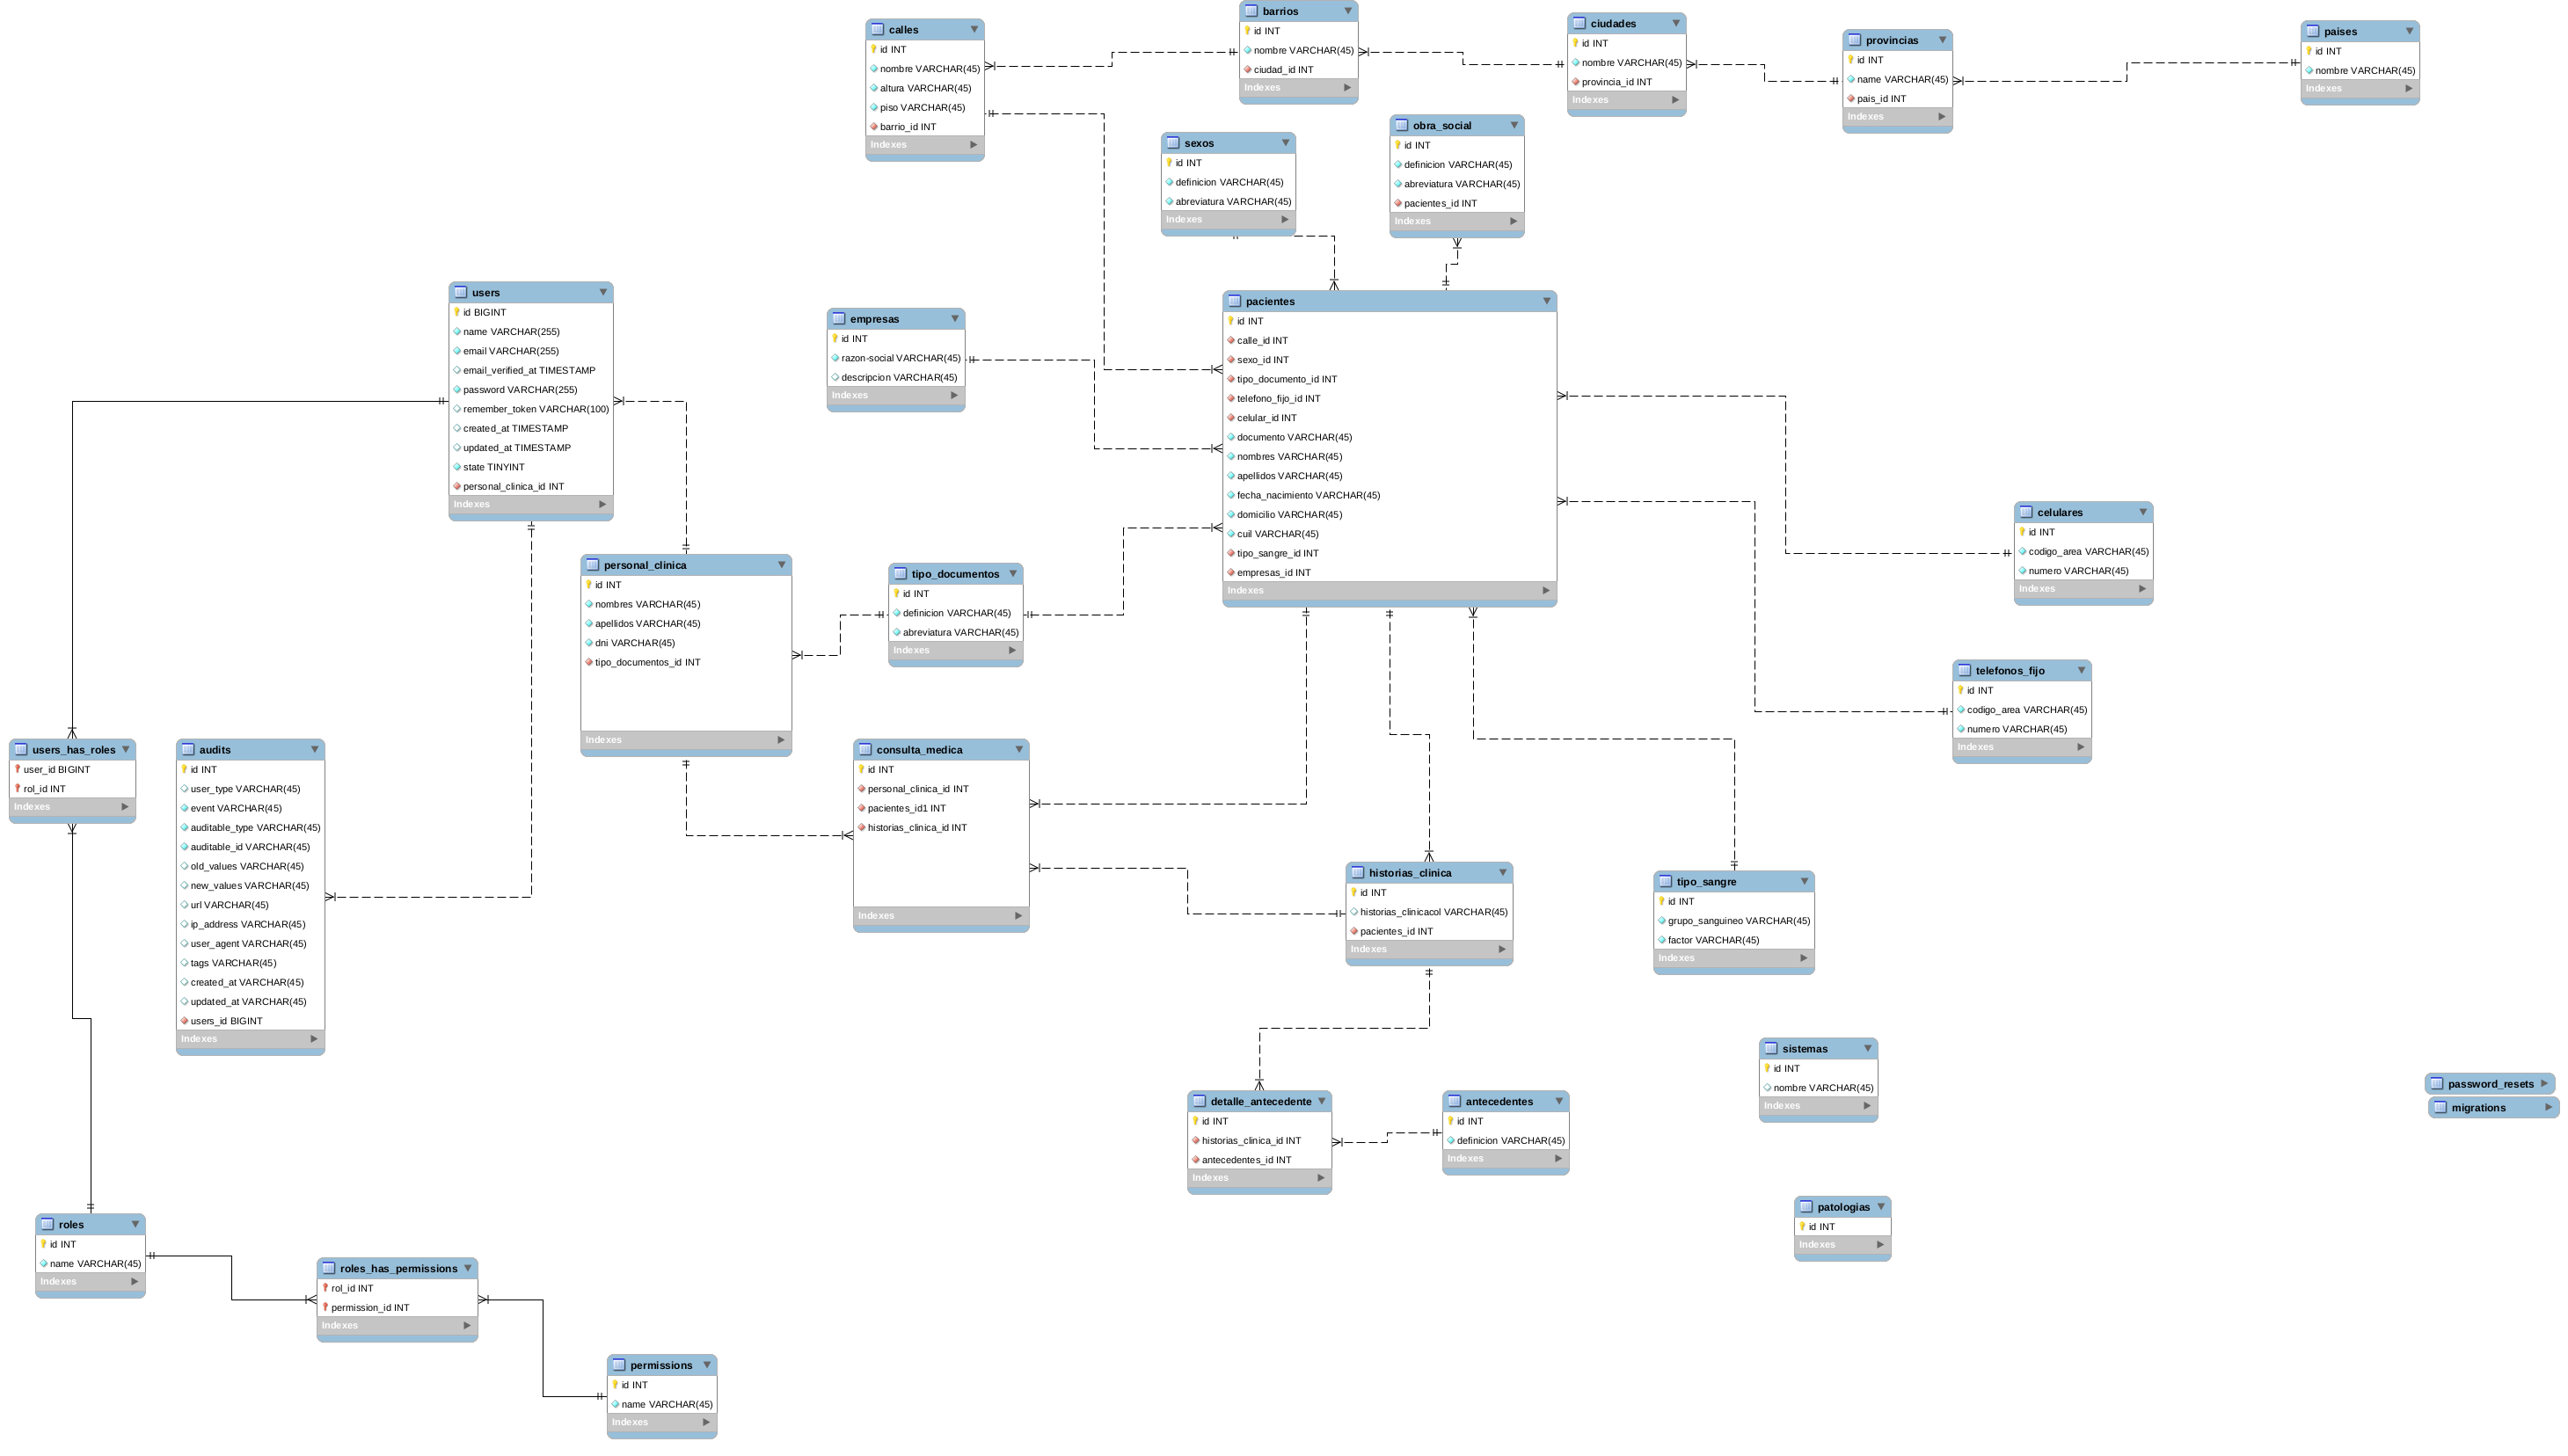 calles
id INT
nombre VARCHAR(45)
altura VARCHAR(45)
piso VARCHAR(45)
barrio_id INT
Indexes
barrios
id INT
nombre VARCHAR(45)
ciudad_id INT
Indexes
ciudades
id INT
nombre VARCHAR(45)
provincia_id INT
Indexes
provincias
id INT
name VARCHAR(45)
pais_id INT
Indexes
paises
id INT
nombre VARCHAR(45)
Indexes
sexos
id INT
definicion VARCHAR(45)
abreviatura VARCHAR(45)
Indexes
obra_social
id INT
definicion VARCHAR(45)
abreviatura VARCHAR(45)
pacientes_id INT
Indexes
users
id BIGINT
name VARCHAR(255)
email VARCHAR(255)
email_verified_at TIMESTAMP
password VARCHAR(255)
remember_token VARCHAR(100)
created_at TIMESTAMP
updated_at TIMESTAMP
state TINYINT
personal_clinica_id INT
Indexes
empresas
id INT
razon-social VARCHAR(45)
descripcion VARCHAR(45)
Indexes
pacientes
id INT
calle_id INT
sexo_id INT
tipo_documento_id INT
telefono_fijo_id INT
celular_id INT
documento VARCHAR(45)
nombres VARCHAR(45)
apellidos VARCHAR(45)
fecha_nacimiento VARCHAR(45)
domicilio VARCHAR(45)
cuil VARCHAR(45)
tipo_sangre_id INT
empresas_id INT
Indexes
celulares
id INT
codigo_area VARCHAR(45)
numero VARCHAR(45)
Indexes
personal_clinica
id INT
nombres VARCHAR(45)
apellidos VARCHAR(45)
dni VARCHAR(45)
tipo_documentos_id INT
Indexes
tipo_documentos
id INT
definicion VARCHAR(45)
abreviatura VARCHAR(45)
Indexes
telefonos_fijo
id INT
codigo_area VARCHAR(45)
numero VARCHAR(45)
Indexes
users_has_roles
user_id BIGINT
rol_id INT
Indexes
audits
id INT
user_type VARCHAR(45)
event VARCHAR(45)
auditable_type VARCHAR(45)
auditable_id VARCHAR(45)
old_values VARCHAR(45)
new_values VARCHAR(45)
url VARCHAR(45)
ip_address VARCHAR(45)
user_agent VARCHAR(45)
tags VARCHAR(45)
created_at VARCHAR(45)
updated_at VARCHAR(45)
users_id BIGINT
Indexes
consulta_medica
id INT
personal_clinica_id INT
pacientes_id1 INT
historias_clinica_id INT
Indexes
historias_clinica
id INT
historias_clinicacol VARCHAR(45)
pacientes_id INT
Indexes
tipo_sangre
id INT
grupo_sanguineo VARCHAR(45)
factor VARCHAR(45)
Indexes
sistemas
id INT
nombre VARCHAR(45)
Indexes
password_resets
migrations
detalle_antecedente
id INT
historias_clinica_id INT
antecedentes_id INT
Indexes
antecedentes
id INT
definicion VARCHAR(45)
Indexes
patologias
id INT
Indexes
roles
id INT
name VARCHAR(45)
Indexes
roles_has_permissions
rol_id INT
permission_id INT
Indexes
permissions
id INT
name VARCHAR(45)
Indexes